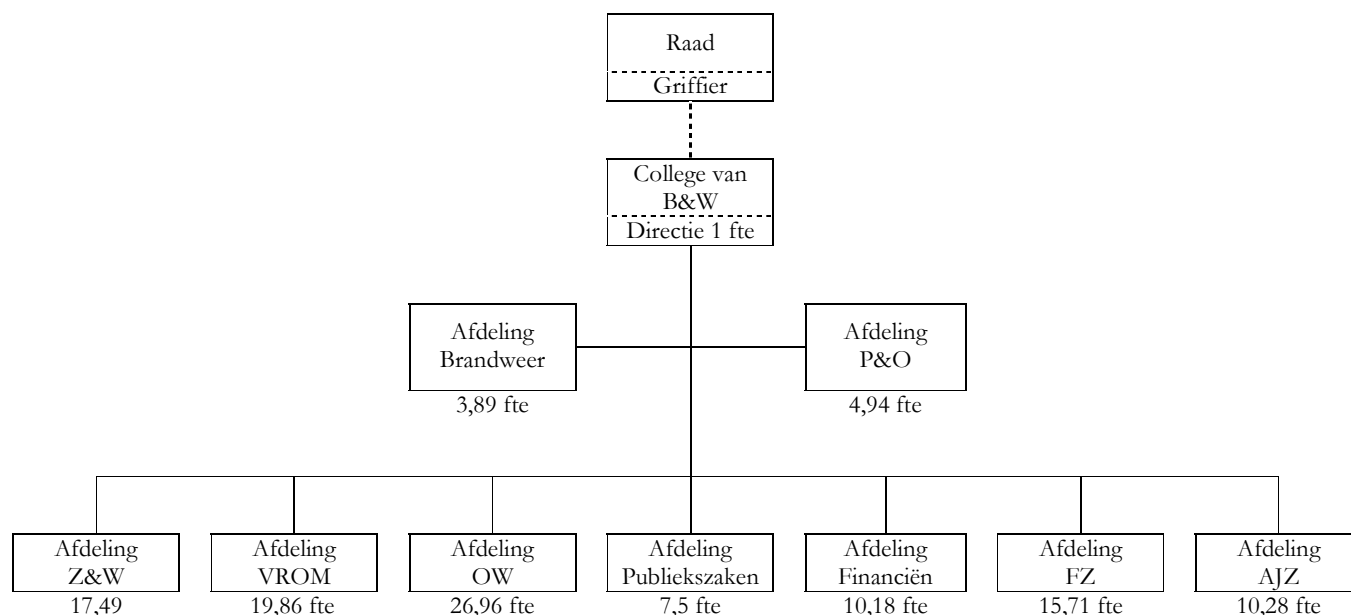 Raad
Griffier
College van
B&W
Directie 1 fte
Afdeling
Brandweer
3,89 fte
Afdeling
P&O
4,94 fte
Afdeling
Z&W
17,49
Afdeling
VROM
19,86 fte
Afdeling
OW
26,96 fte
Afdeling
Publiekszaken
7,5 fte
Afdeling
Financiën
10,18 fte
Afdeling
FZ
15,71 fte
Afdeling
AJZ
10,28 fte